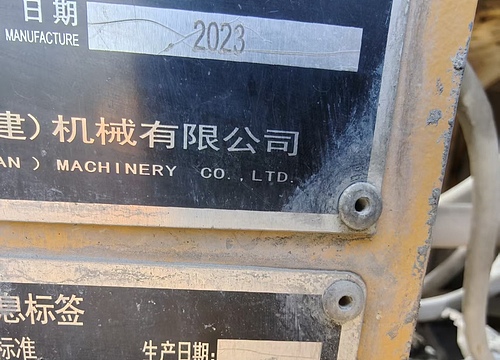 日期 2023
MANUFACTURE
建）机械有限公司
AN ) MACHINERY CO.,LTD.
息标签
标准 生产日期: